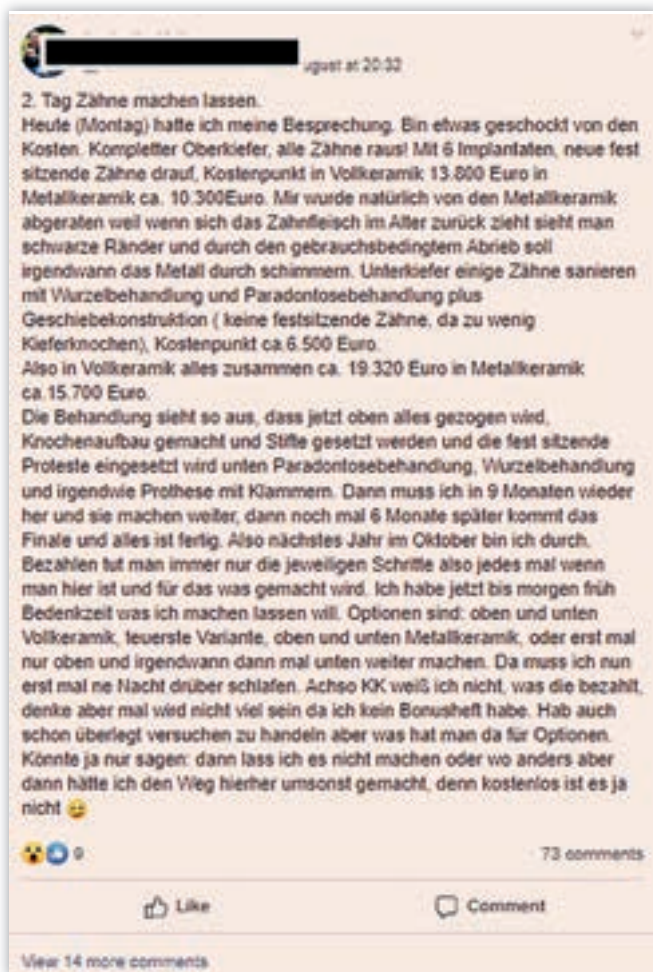 ugust at 20:32
2. Tag Zähne machen lassen.
Heute (Montag) hatte ich meine Besprechung. Bin etwas geschockt von den
Kosten. Kompletter Oberkiefer, alle Zähne raus! Mit 6 Implantaten, neue fest
sitzende Zähne drauf, Kostenpunkt in Vollkeramik 13.800 Euro in
Metallkeramik ca. 10.300Euro. Mir wurde natürlich von den Metallkeramik
abgeraten weil wenn sich das Zahnfleisch im Alter zurück zieht sieht man
schwarze Ränder und durch den gebrauchsbedingtem Abrieb soll
irgendwann das Metall durch schimmern. Unterkiefer einige Zähne sanieren
mit Wurzelbehandlung und Paradontosebehandlung plus
Geschiebekonstruktion ( keine festsitzende Zähne, da zu wenig
Kieferknochen), Kostenpunkt ca.6.500 Euro.
Also in Vollkeramik alles zusammen ca. 19.320 Euro in Metallkeramik
ca.15.700 Euro.
Die Behandlung sieht so aus, dass jetzt oben alles gezogen wird,
Knochenaufbau gemacht und Stifte gesetzt werden und die fest sitzende
Proteste eingesetzt wird unten Paradontosebehandlung, Wurzelbehandlung
und irgendwie Prothese mit Klammern. Dann muss ich in 9 Monaten wieder
her und sie machen weiter, dann noch mal 6 Monate später kommt das
Finale und alles ist fertig. Also nächstes Jahr im Oktober bin ich durch.
Bezahlen tut man immer nur die jeweiligen Schritte also jedes mal wenn
man hier ist und für das was gemacht wird. Ich habe jetzt bis morgen früh
Bedenkzeit was ich machen lassen will. Optionen sind: oben und unten
Vollkeramik, teuerste Variante, oben und unten Metallkeramik, oder erst mal
nur oben und irgendwann dann mal unten weiter machen. Da muss ich nun
erst mal ne Nacht drüber schlafen. Achso KK weiß ich nicht, was die bezahlt,
denke aber mal wird nicht viel sein da ich kein Bonusheft habe. Hab auch
schon überlegt versuchen zu handeln aber was hat man da für Optionen.
Könnte ja nur sagen: dann lass ich es nicht machen oder wo anders aber
dann hätte ich den Weg hierher umsonst gemacht, denn kostenlos ist es ja
nicht
9 73 comments
Like Comment
View 14 more comments